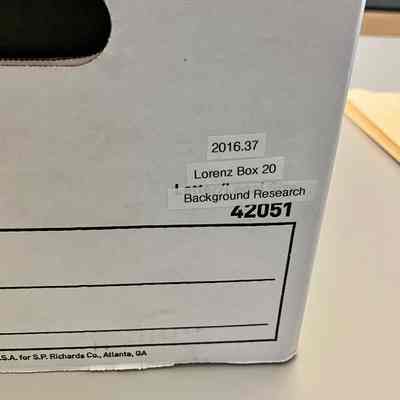 2016.37
Lorenz Box 20
Background Research
42051
S.A. for S.P. Richards Co., Atlanta, GA